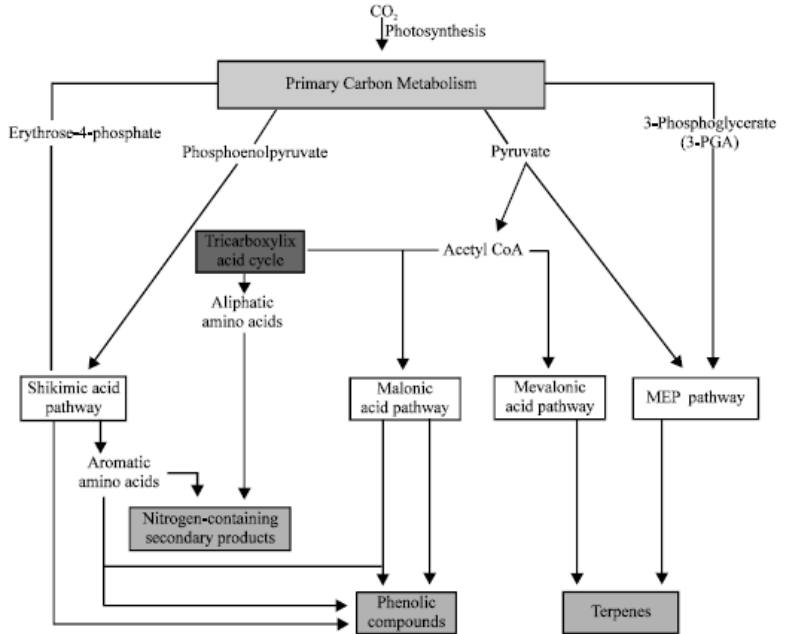 CO2
Photosynthesis
Primary Carbon Metabolism
Erythrose-4-phosphate
Phosphoenolpyruvate
Pyruvate
3-Phosphoglycerate
(3-PGA)
Tricarboxylix
acid cycle
Acetyl CoA
Aliphatic
amino acids
Shikimic acid
pathway
Malonic
acid pathway
Mevalonic
acid pathway
MEP pathway
Aromatic
amino acids
Nitrogen-containing
secondary products
Phenolic
compounds
Terpenes